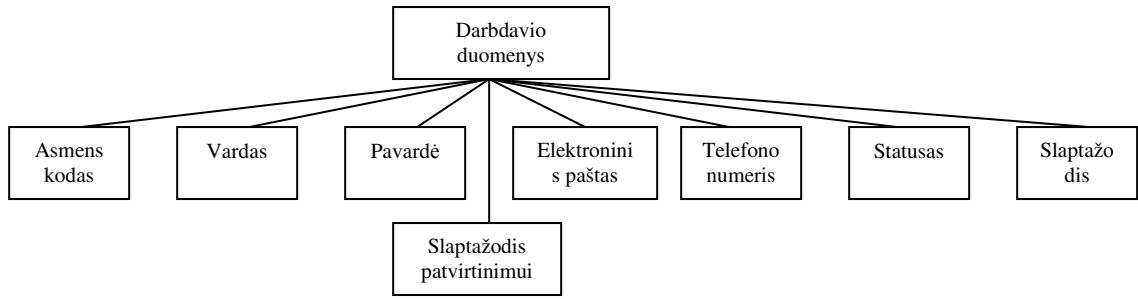 Darbdavio
duomenys
Asmens
kodas
Vardas
Pavardė
Elektronini
s paštas
Telefono
numeris
Statusas
Slaptažo
dis
Slaptažodis
patvirtinimui